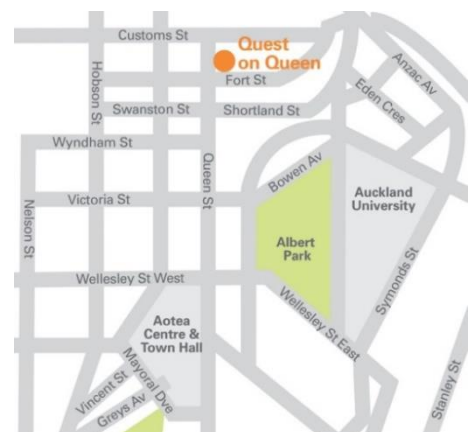 Customs St
Quest
on Queen
Anzac Av
Hobson St
Fort St
Eden Cres
Swanston St
Shortland St
Wyndham St
Queen St
Bowen Av
Auckland
University
Victoria St
Nelson St
Albert
Park
Symonds St
Wellesley St West
Wellesley St East
Aotea
Centre &
Town Hall
Mayoral Dve
Stanley St
Vincent St
Greys Av